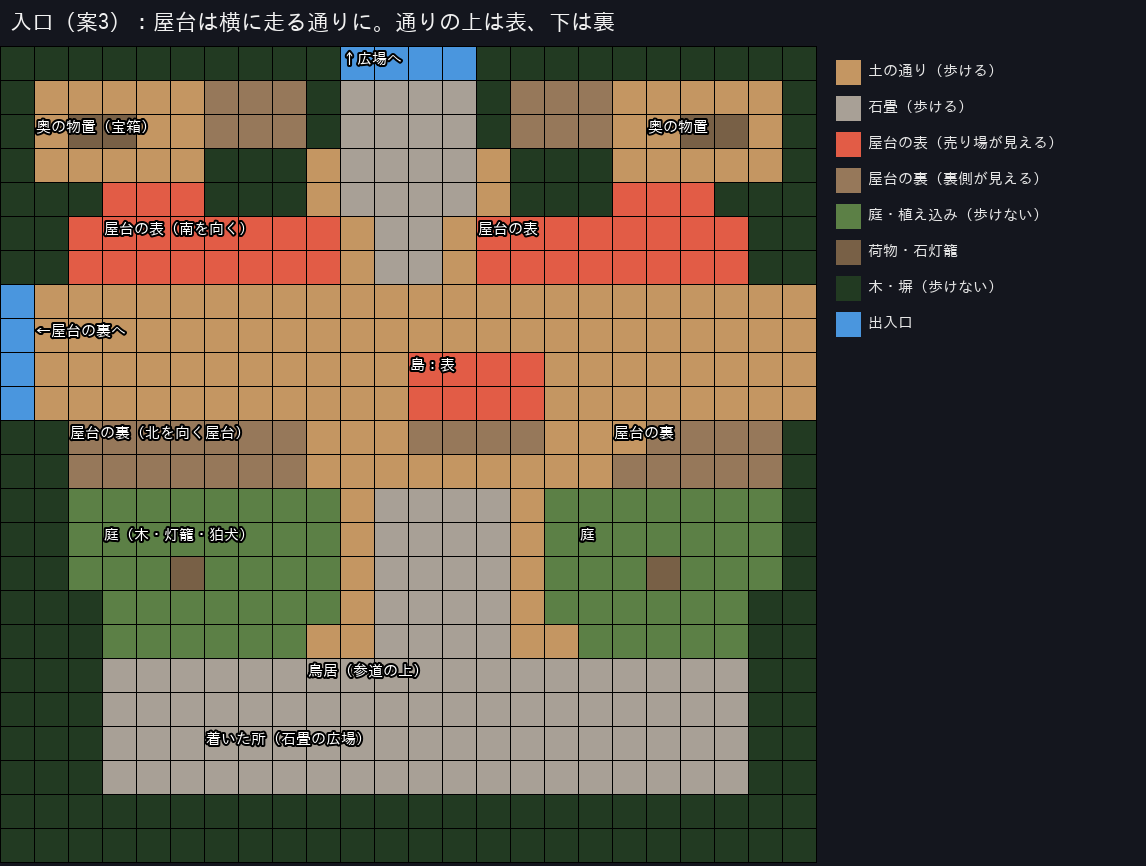 入口（案3）：屋台は横に走る通りに。通りの上は表、下は裏
↑広場へ
奥の物置（宝箱）
奥の物置
屋台の表（南を向く）
屋台の表
←屋台の裏へ
島：表
屋台の裏（北を向く屋台）
屋台の裏
庭（木・灯籠・狛犬）
庭
鳥居（参道の上）
着いた所（石畳の広場）
土の通り（歩ける）
石畳（歩ける）
屋台の表（売り場が見える）
屋台の裏（裏側が見える）
庭・植え込み（歩けない）
荷物・石灯籠
木・塀（歩けない）
出入口